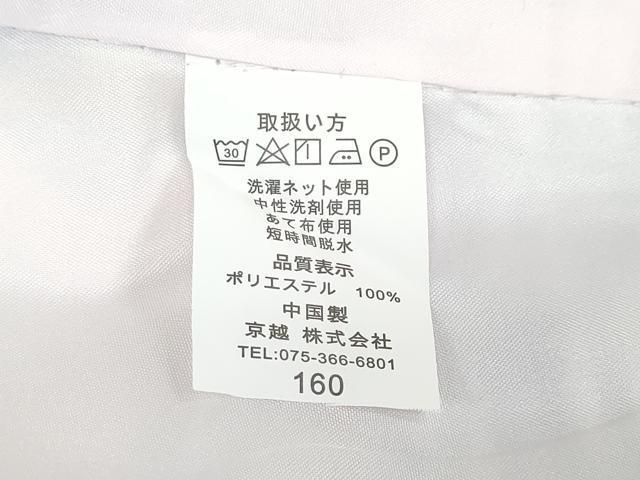 取扱い方
30 P
洗濯ネット使用
中性洗剤使用
あて布使用
短時間脱水
品質表示
ポリエステル 100%
中国製
京越 株式会社
TEL:075-366-6801
160